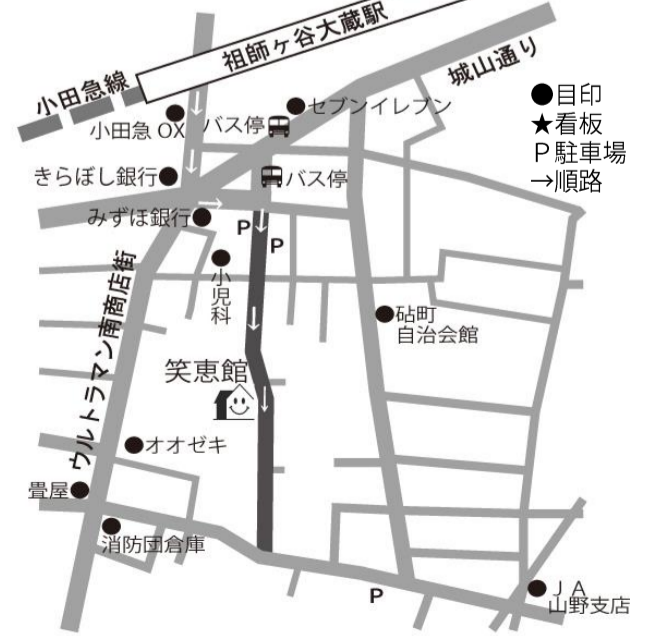 祖師ヶ谷大蔵駅
小田急線
城山通り
セブンイレブン
●目印
★看板
P駐車場
→順路
小田急 OX
バス停
きらぼし銀行
バス停
みずほ銀行
P
P
小児科
ウルトラマン南商店街
砧町
自治会館
笑恵館
オオゼキ
畳屋
消防団倉庫
P
JA
山野支店